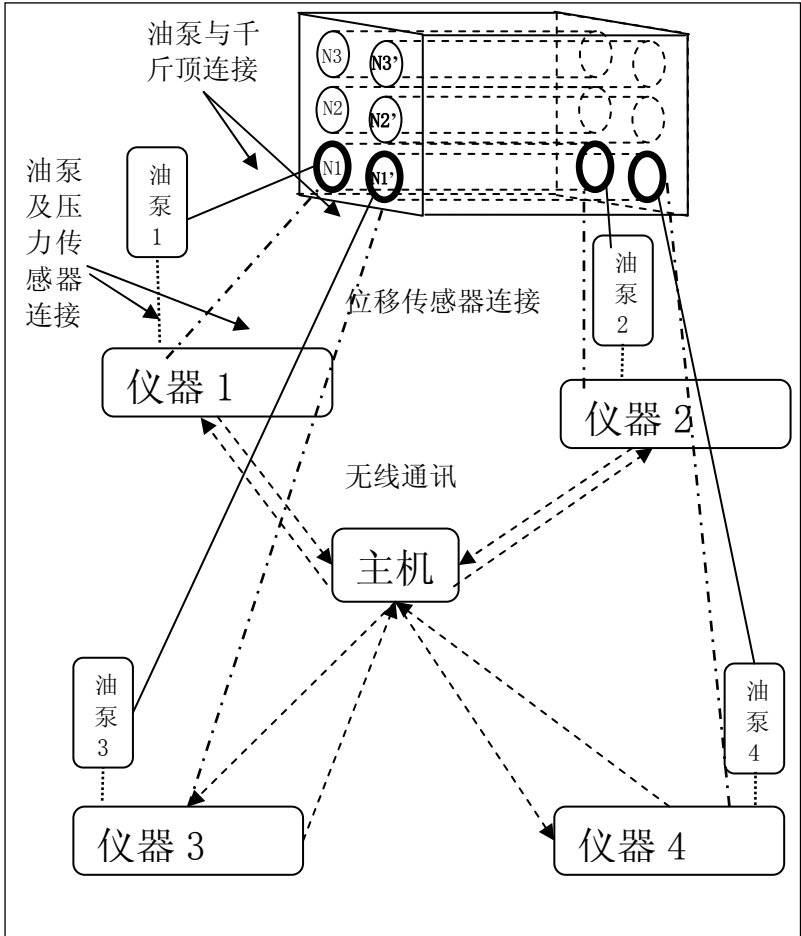 油泵与千
斤顶连接
N3
N3’
N2
N2’
N1
N1’
油
泵
1
油泵
及压
力传
感器
连接
油
泵
2
位移传感器连接
仪器 1
仪器 2
无线通讯
主机
油
泵
3
油
泵
4
仪器 3
仪器 4